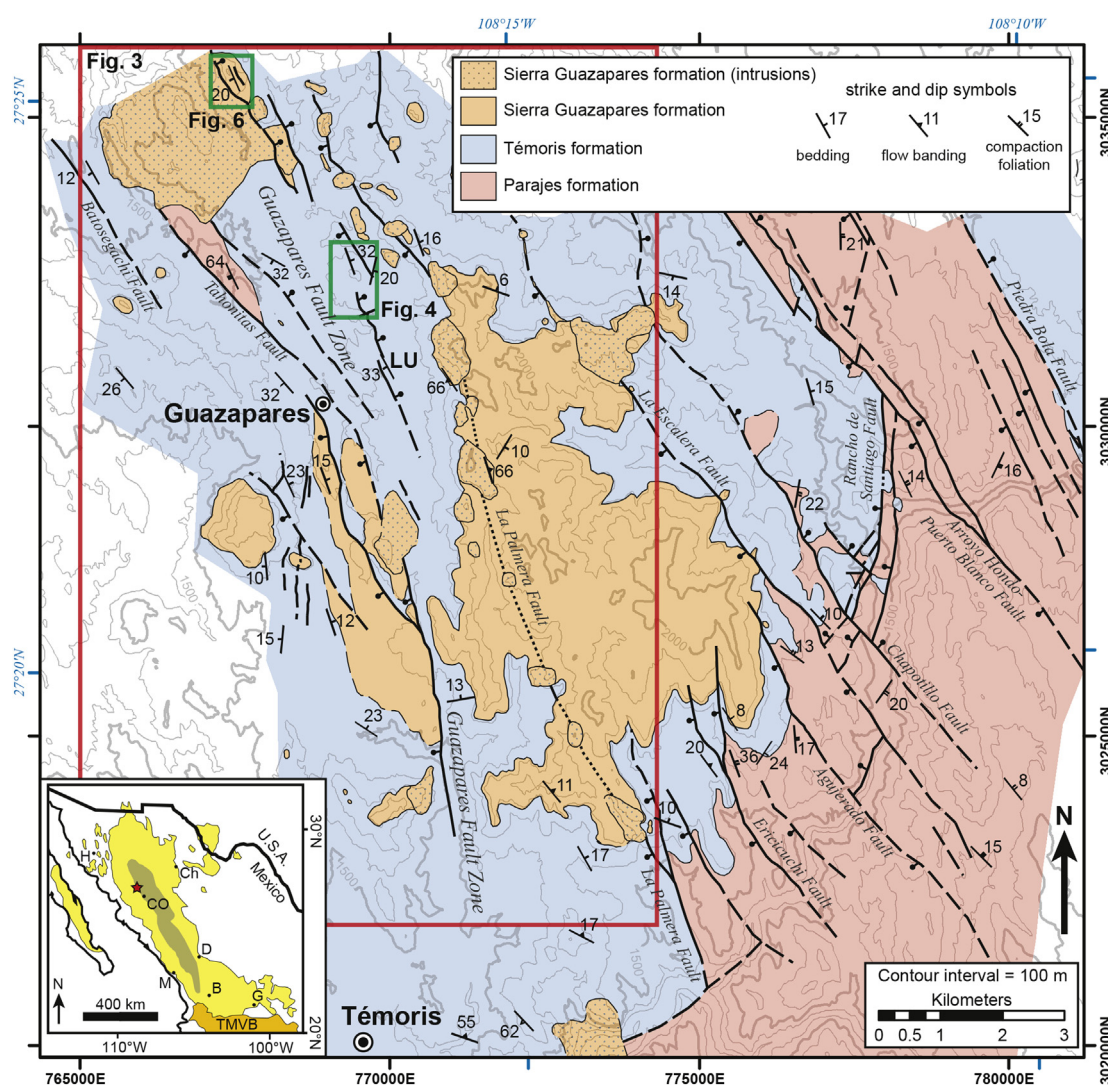 108°15'W
108°10'W
Fig. 3
Sierra Guazapares formation (intrusions)
Sierra Guazapares formation
Témoris formation
Parajes formation
strike and dip symbols
17
11
15
bedding
flow banding
compaction
foliation
27°25'N
3035000N
20
Fig. 6
12
Batosegachi Fault
Guazapares Fault Zone
16
21
64
32
32
20
6
14
Tahonitas Fault
Fig. 4
Piedra Bola Fault
LU
33
26
32
66
15
Guazapares
La Escalera Fault
Rancho de
Santiago Fault
3030000N
10
66
23
15
16
14
22
La Palmera Fault
Arroyo Hondo-
Puerto Blanco Fault
10
12
15
10
13
27°20'N
2000
Chapotillo Fault
13
20
23
8
Guazapares Fault Zone
20
36
24
17
3025000N
11
8
Agujerado Fault
10
Ericicuchi Fault
15
17
La Palmera Fault
17
1500
Témoris
55
62
30°N
U.S.A.
Mexico
H
Ch
CO
D
M
B
G
N
400 km
TMVB
20°N
110°W
100°W
N
Contour interval = 100 m
Kilometers
0 0.5 1 2 3
3020000N
765000E
770000E
775000E
780000E